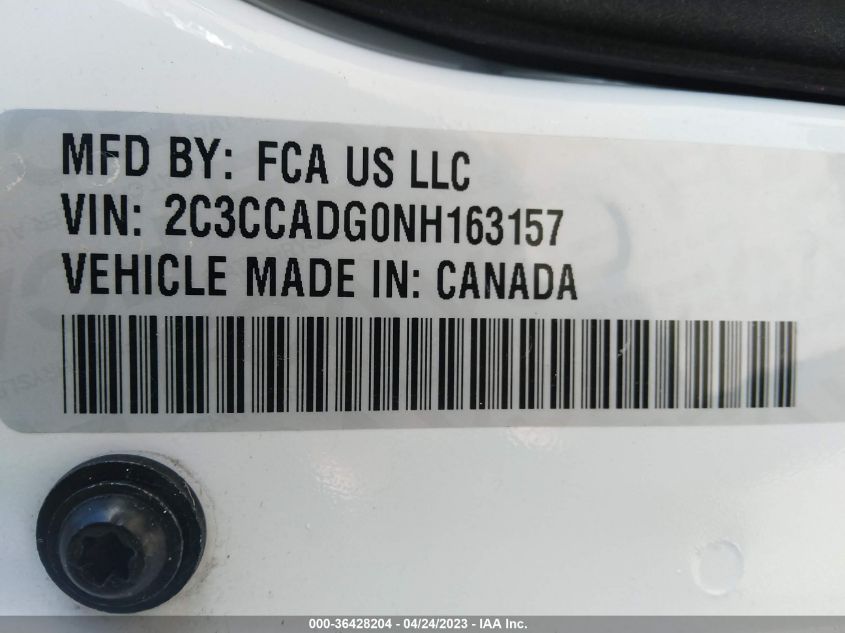 MFD BY: FCA US LLC
VIN: 2C3CCADG0NH163157
VEHICLE MADE IN: CANADA
000-36428204 - 04/24/2023 - IAA Inc.